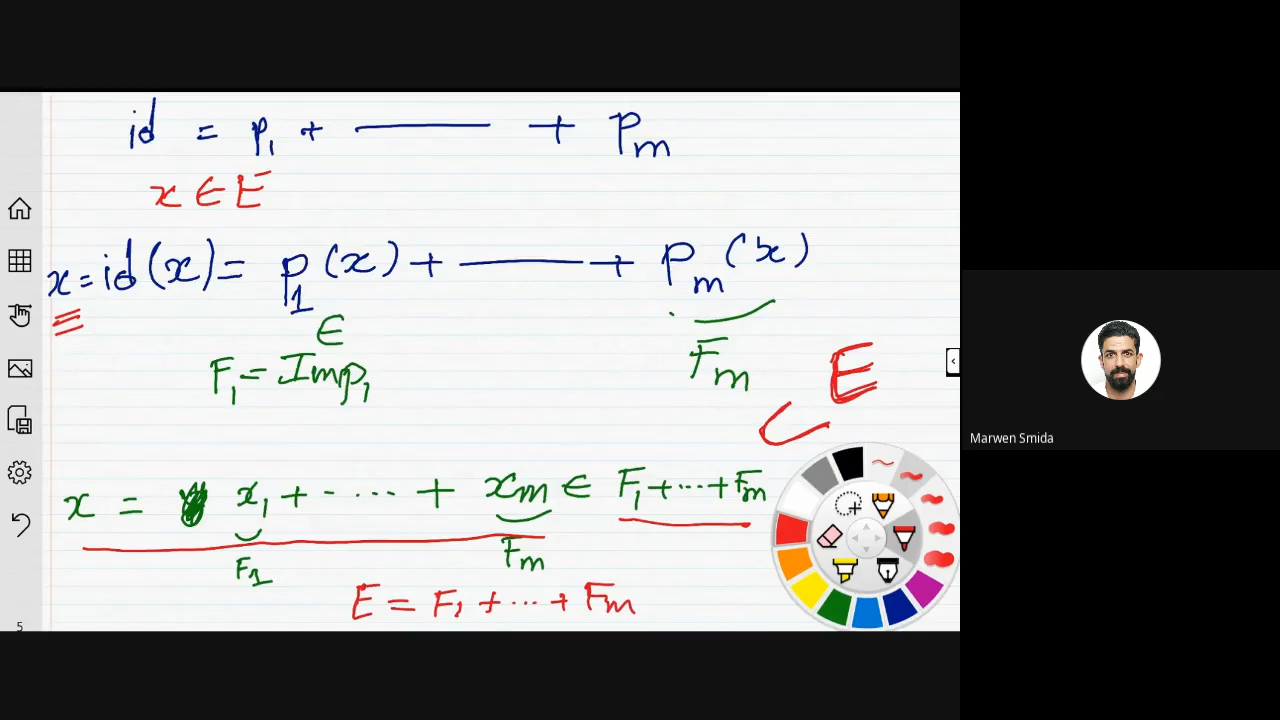 id = p₁ + ——— + pₘ
x ∈ E
x = id(x) = p₁(x) + ——— + pₘ(x)
∈
F₁ = Imp₁
Fₘ
E
⊂
x = x₁ + - ⋯ + xₘ ∈ F₁ + ⋯ + Fₘ
F₁
Fₘ
E = F₁ + ⋯ + Fₘ
5
Marwen Smida